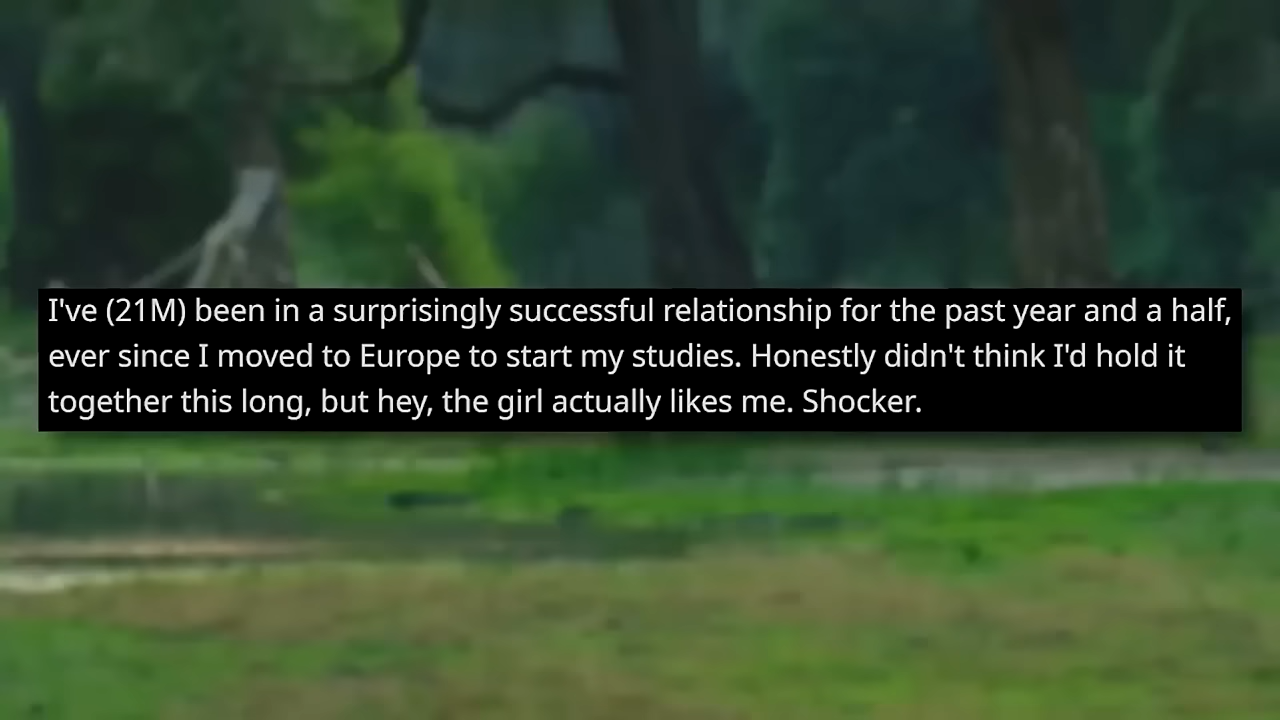 I've (21M) been in a surprisingly successful relationship for the past year and a half,
ever since I moved to Europe to start my studies. Honestly didn't think I'd hold it
together this long, but hey, the girl actually likes me. Shocker.